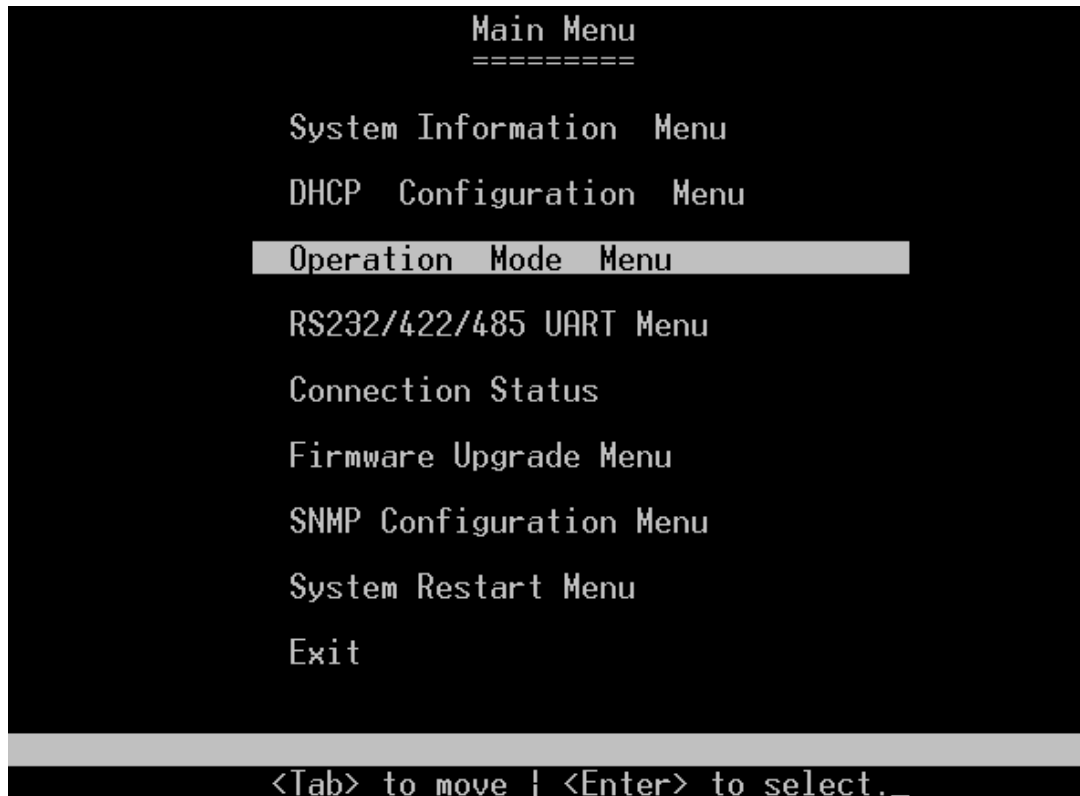 Main Menu
=========
System Information  Menu
DHCP  Configuration  Menu
Operation  Mode  Menu
RS232/422/485 UART Menu
Connection Status
Firmware Upgrade Menu
SNMP Configuration Menu
System Restart Menu
Exit
<Tab> to move | <Enter> to select._